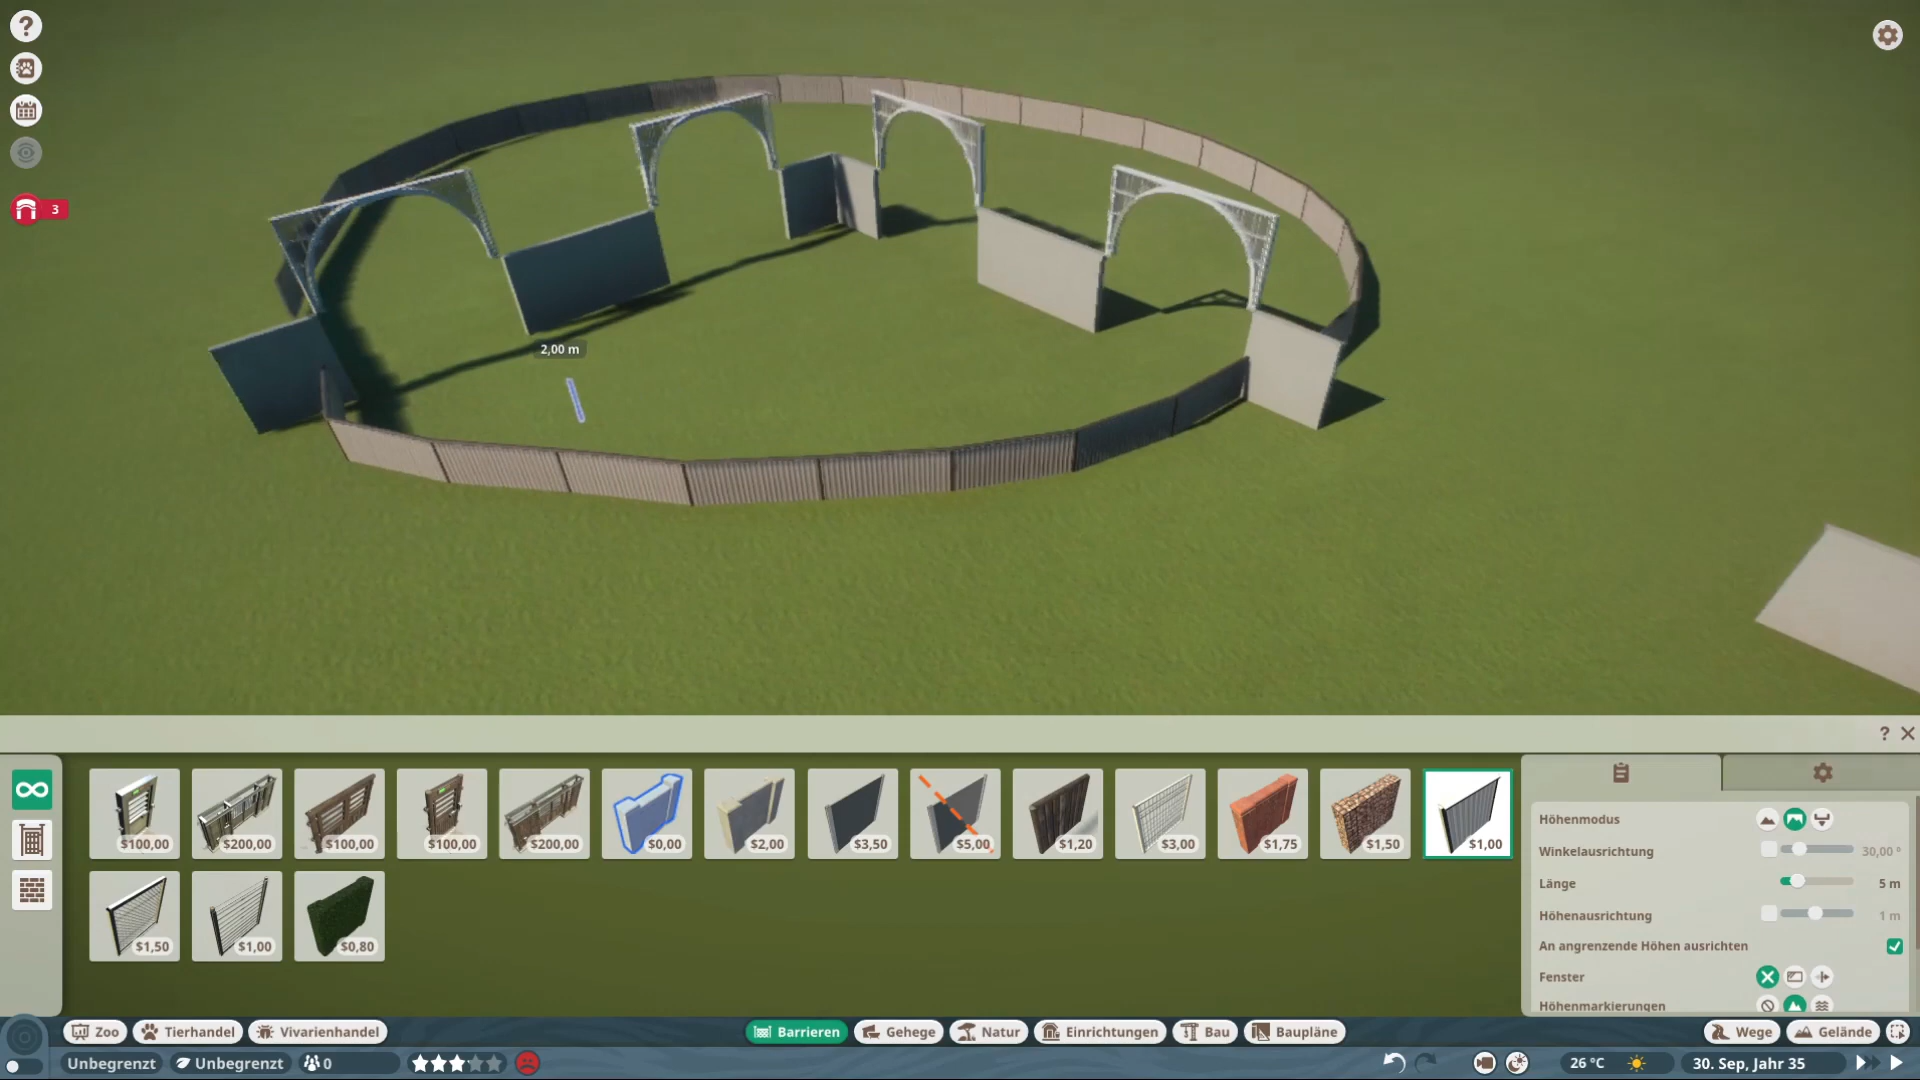 ?
3
2,00 m
?
$100,00
$200,00
$100,00
$100,00
$200,00
$0,00
$2,00
$3,50
$5,00
$1,20
$3,00
$1,75
$1,50
$1,00
$1,50
$1,00
$0,80
Höhenmodus
Winkelausrichtung
30,00 °
Länge
5 m
Höhenausrichtung
1 m
An angrenzende Höhen ausrichten
Fenster
Höhenmarkierungen
Zoo
Tierhandel
Vivarienhandel
Barrieren
Gehege
Natur
Einrichtungen
Bau
Baupläne
Wege
Gelände
Unbegrenzt
Unbegrenzt
0
26 °C
30. Sep, Jahr 35